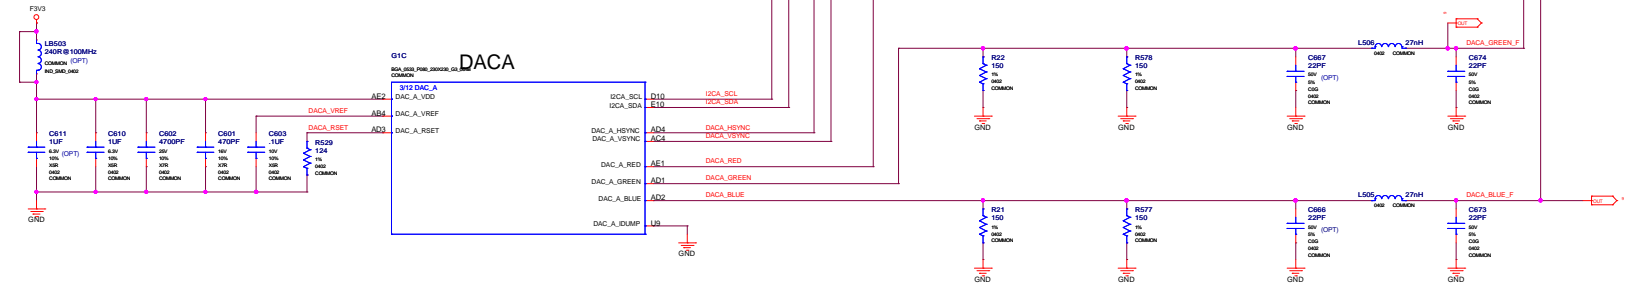 F3V3
LB503
240R@100MHz
COMMON (OPT)
IND_SMD_0402
C611
1UF
6.3V (OPT)
10%
X5R
0402
COMMON
C610
1UF
6.3V
10%
X5R
0402
COMMON
C602
4700PF
25V
10%
X7R
0402
COMMON
C601
470PF
16V
10%
X7R
0402
COMMON
C603
.1UF
10V
10%
X5R
0402
COMMON
R529
124
1%
0402
COMMON
GND
DACA_VREF
DACA_RSET
G1C
DACA
COMMON
3/12 DAC_A
AE2 DAC_A_VDD
AB4 DAC_A_VREF
AD3 DAC_A_RSET
I2CA_SCL D10 I2CA_SCL
I2CA_SDA E10 I2CA_SDA
DAC_A_HSYNC AD4 DACA_HSYNC
DAC_A_VSYNC AC4 DACA_VSYNC
DAC_A_RED AE1 DACA_RED
DAC_A_GREEN AD1 DACA_GREEN
DAC_A_BLUE AD2 DACA_BLUE
DAC_A_IDUMP U9
GND
R22
150
1%
0402
COMMON
GND
R578
150
1%
0402
COMMON
GND
C667
22PF
50V
5% (OPT)
C0G
0402
COMMON
GND
L506 27nH
0402 COMMON
OUT
DACA_GREEN_F
C674
22PF
50V
5%
C0G
0402
COMMON
GND
R21
150
1%
0402
COMMON
GND
R577
150
1%
0402
COMMON
GND
C666
22PF
50V
5% (OPT)
C0G
0402
COMMON
GND
L505 27nH
0402 COMMON
DACA_BLUE_F
OUT
C673
22PF
50V
5%
C0G
0402
COMMON
GND